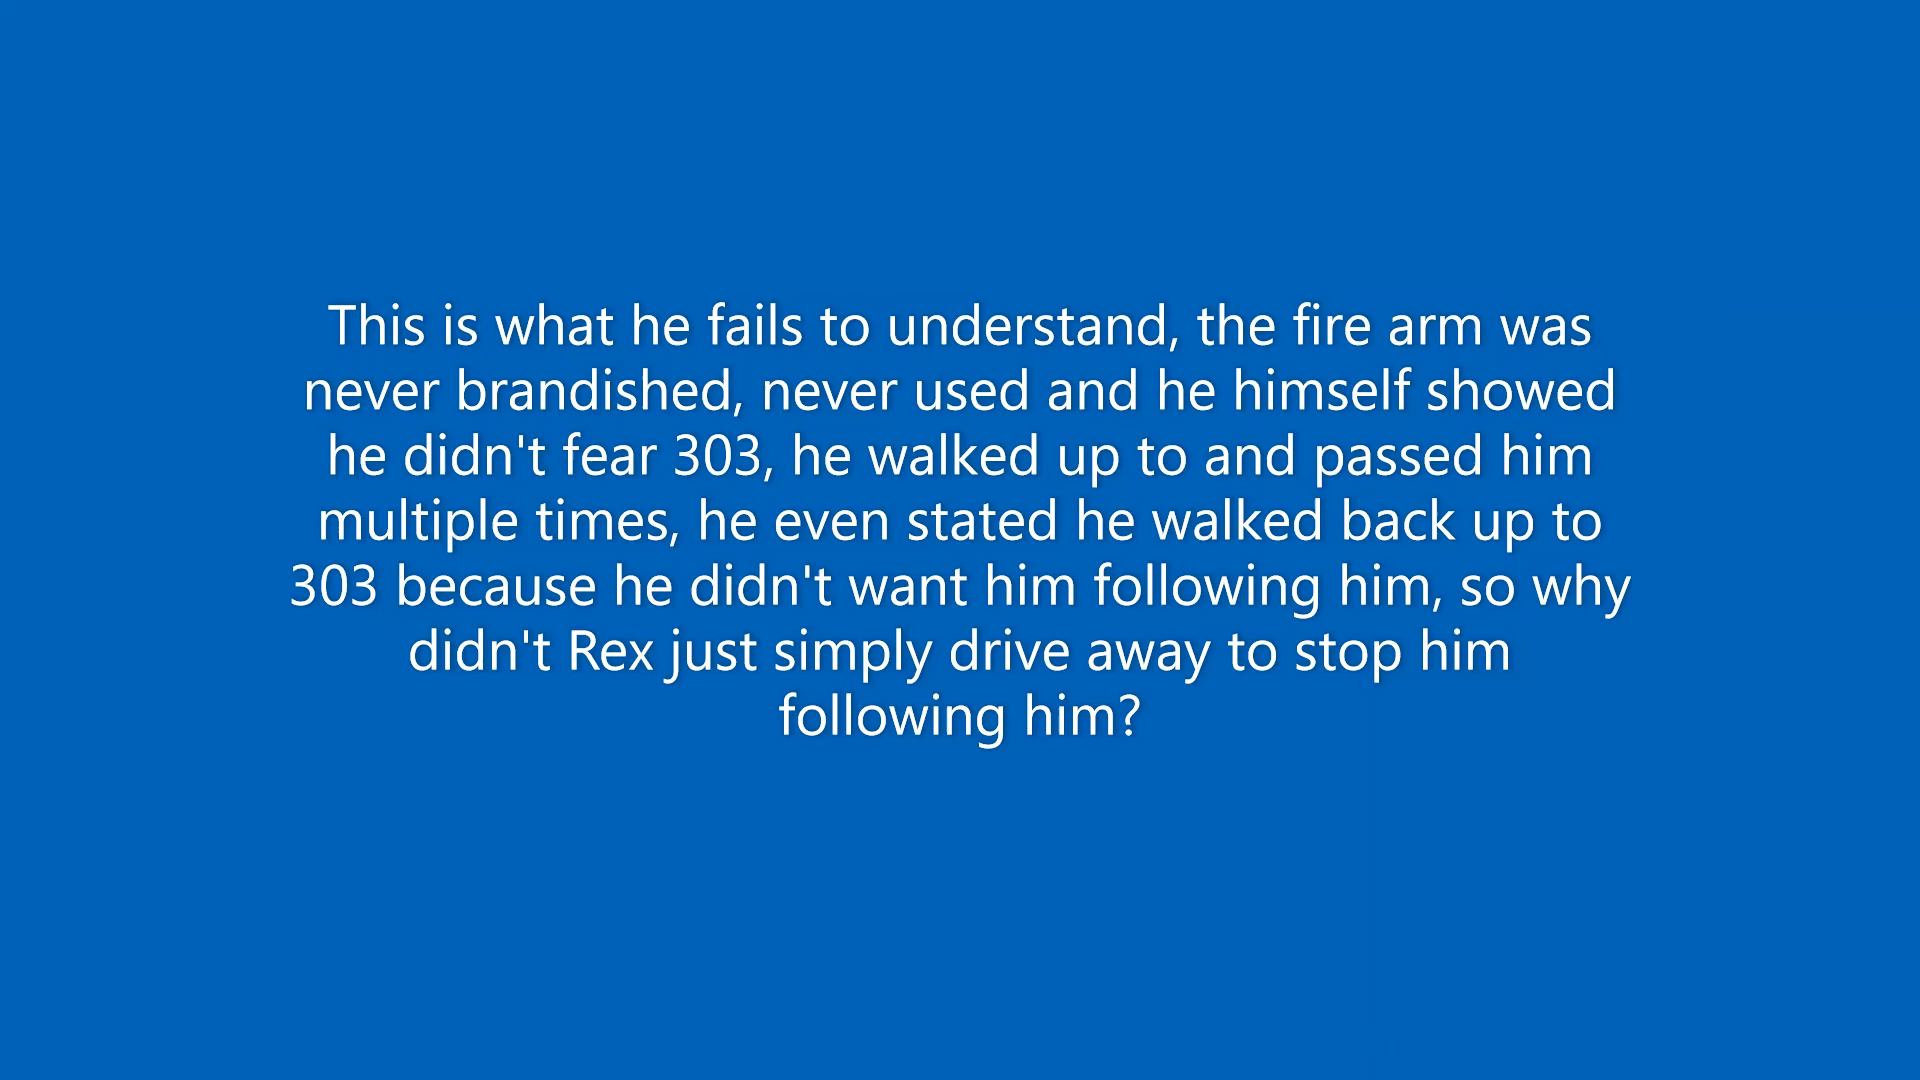 This is what he fails to understand, the fire arm was
never brandished, never used and he himself showed
he didn't fear 303, he walked up to and passed him
multiple times, he even stated he walked back up to
303 because he didn't want him following him, so why
didn't Rex just simply drive away to stop him
following him?